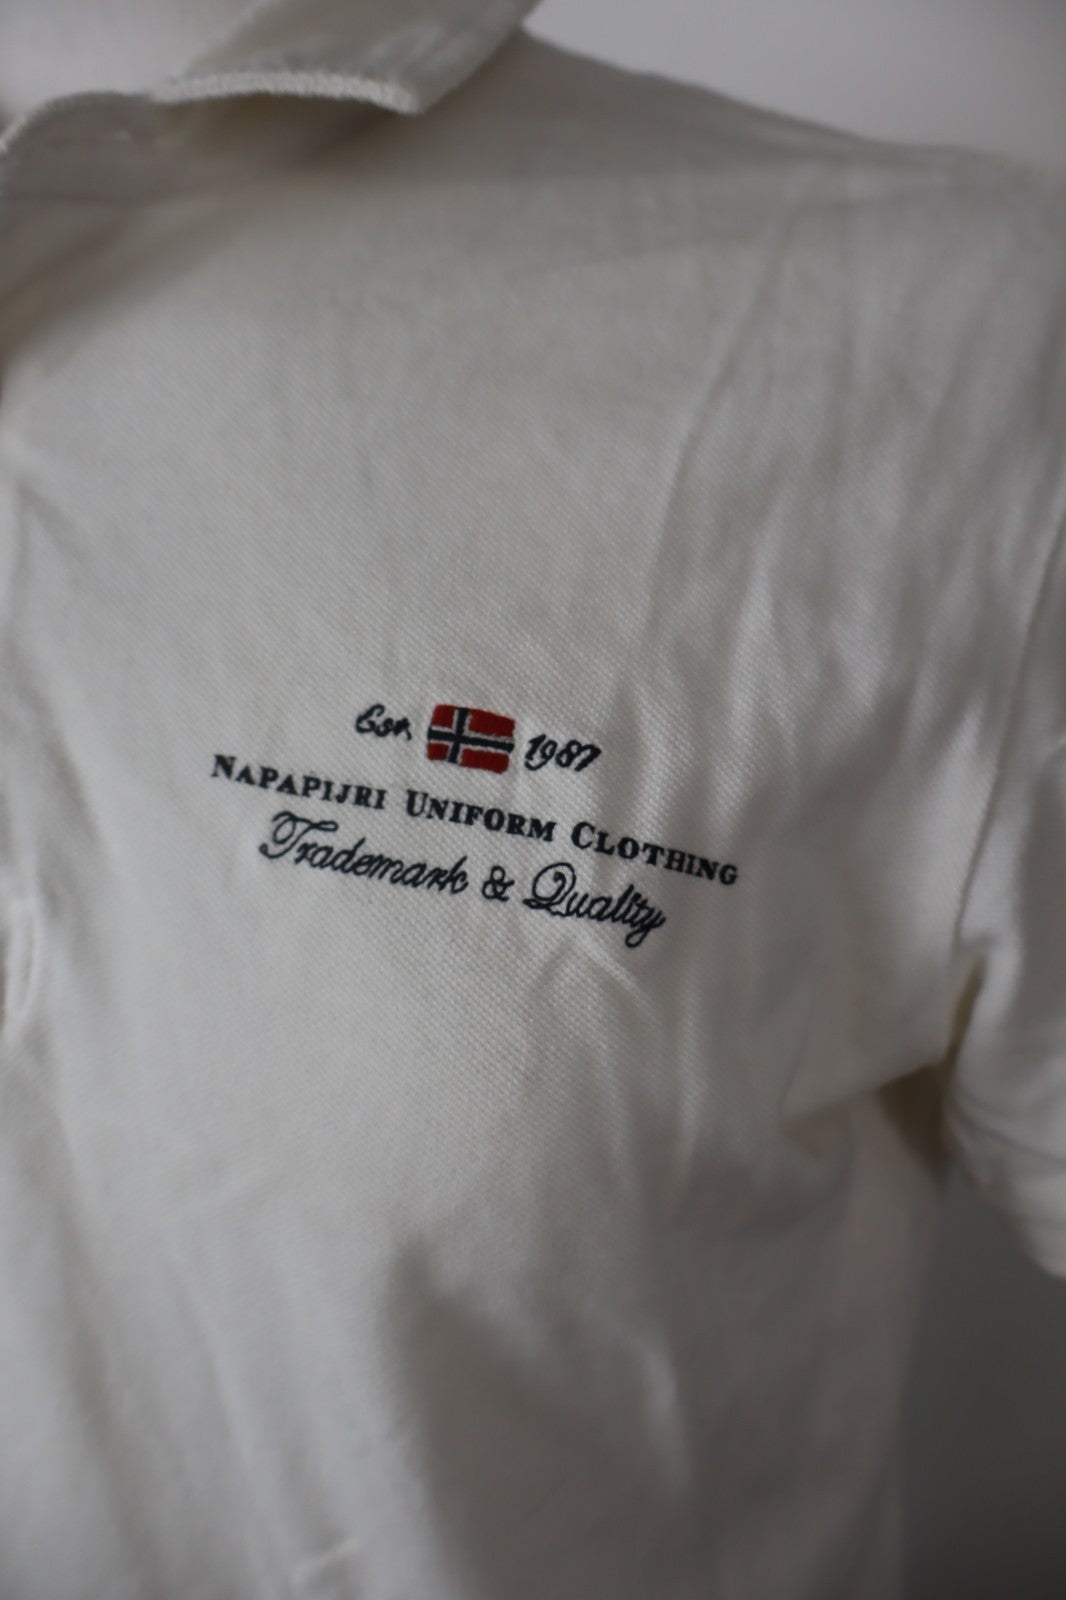 Est. 1987
NAPAPIJRI UNIFORM CLOTHING
Trademark & Quality